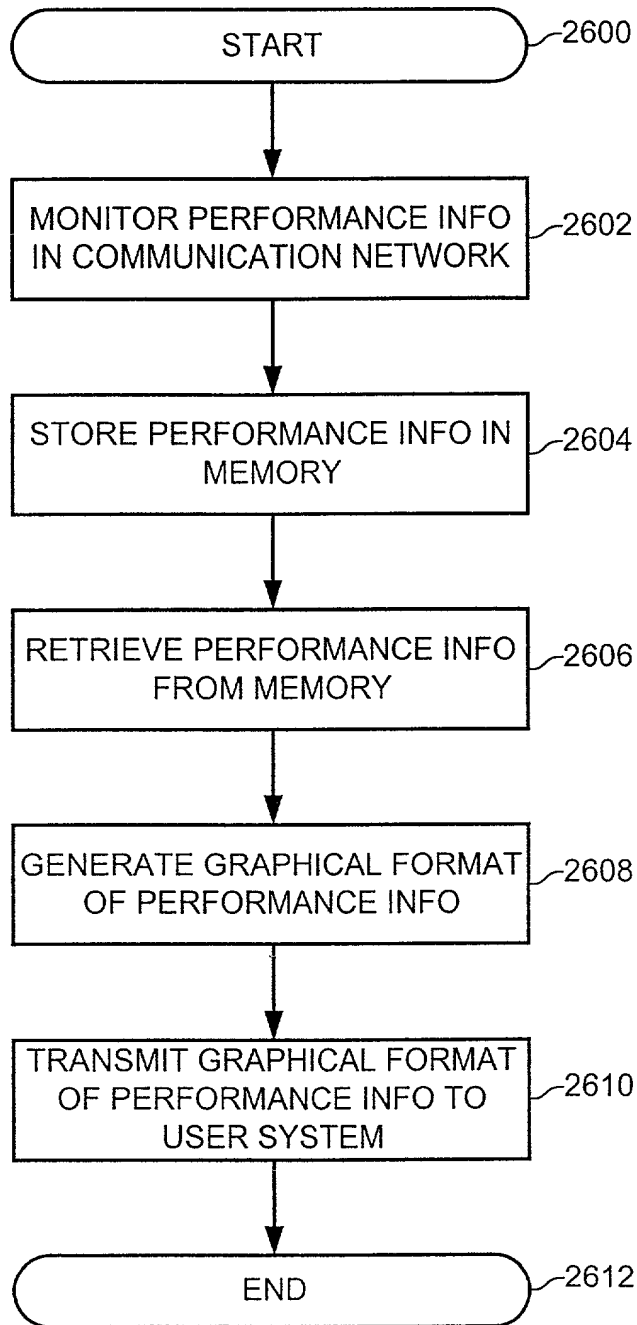 START
2600
MONITOR PERFORMANCE INFO
IN COMMUNICATION NETWORK
2602
STORE PERFORMANCE INFO IN
MEMORY
2604
RETRIEVE PERFORMANCE INFO
FROM MEMORY
2606
GENERATE GRAPHICAL FORMAT
OF PERFORMANCE INFO
2608
TRANSMIT GRAPHICAL FORMAT
OF PERFORMANCE INFO TO
USER SYSTEM
2610
END
2612